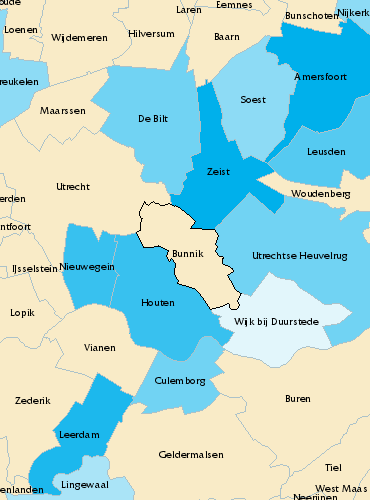 Laren
Eemnes
Nijkerk
Bunschoten
Loenen
Wijdemeren
Hilversum
Baarn
Amersfoort
reukelen
Soest
Maarssen
De Bilt
Leusden
Zeist
Utrecht
Woudenberg
erden
ntfoort
Bunnik
Utrechtse Heuvelrug
IJsselstein
Nieuwegein
Houten
Lopik
Wijk bij Duurstede
Vianen
Culemborg
Zederik
Buren
Leerdam
Geldermalsen
Tiel
Lingewaal
enlanden
West Maas
Neerijnen